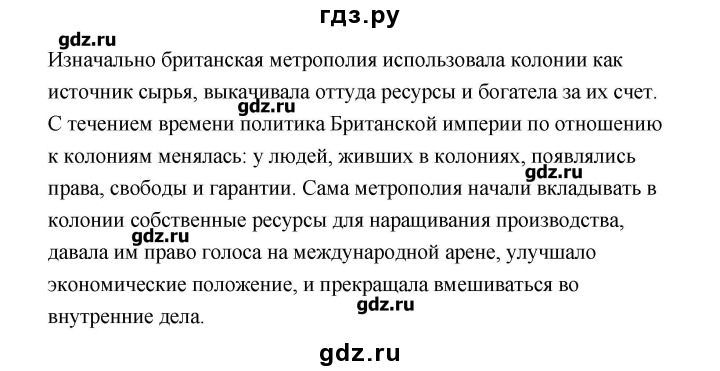 гдз.ру
gdz.ru
Изначально британская метрополия использовала колонии как
источник сырья, выкачивала оттуда ресурсы и богатела за их счет.
gdz.ru
С течением времени политика Британской империи по отношению
к колониям менялась: у людей, живших в колониях, появлялись
gdz.ru
права, свободы и гарантии. Сама метрополия начали вкладывать в
колонии собственные ресурсы для наращивания производства,
gdz.ru
давала им право голоса на международной арене, улучшало
экономические положение, и прекращала вмешиваться во
gdz.ru
внутренние дела.
gdz.ru